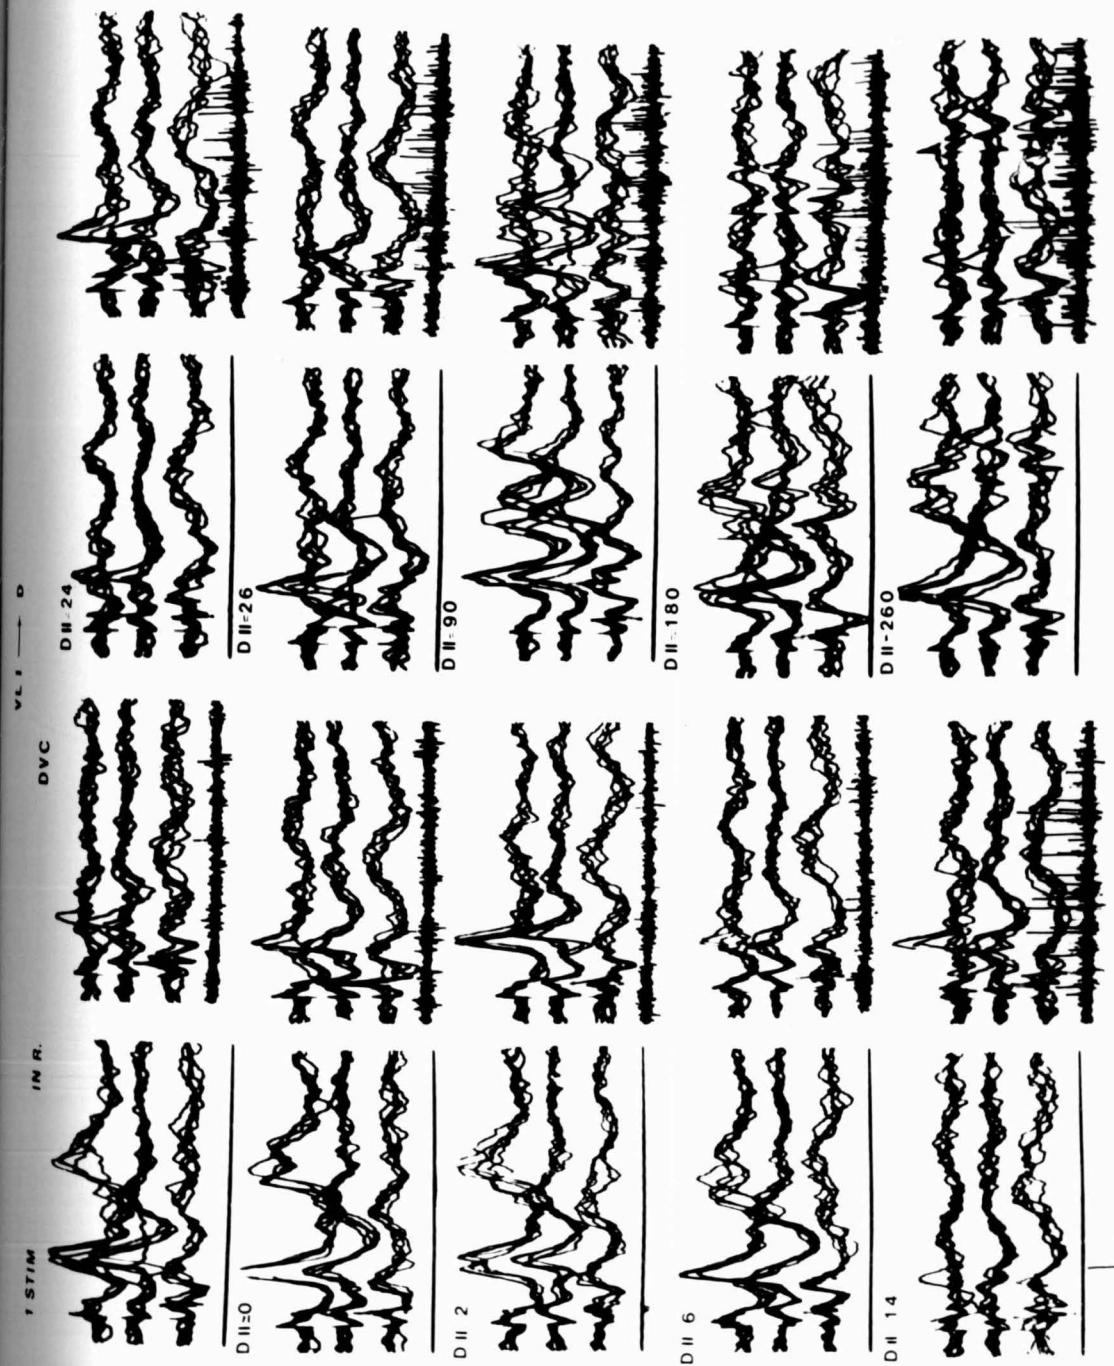 1 STIM IN R. DVC VL I → D
D II=0
D II 2
D II 6
D II 14
D II-24
D II=26
D II=90
D II-180
D II-260